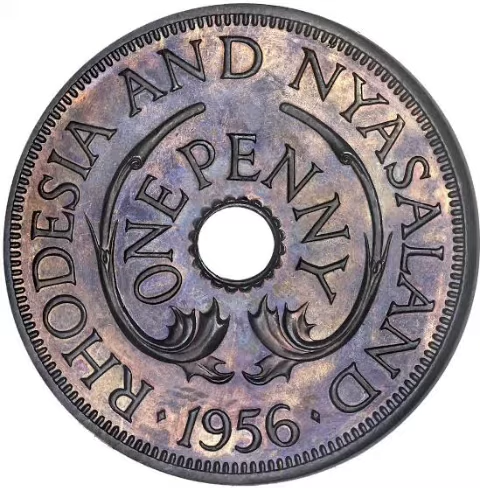 RHODESIA AND NYASALAND
ONE PENNY
· 1956 ·